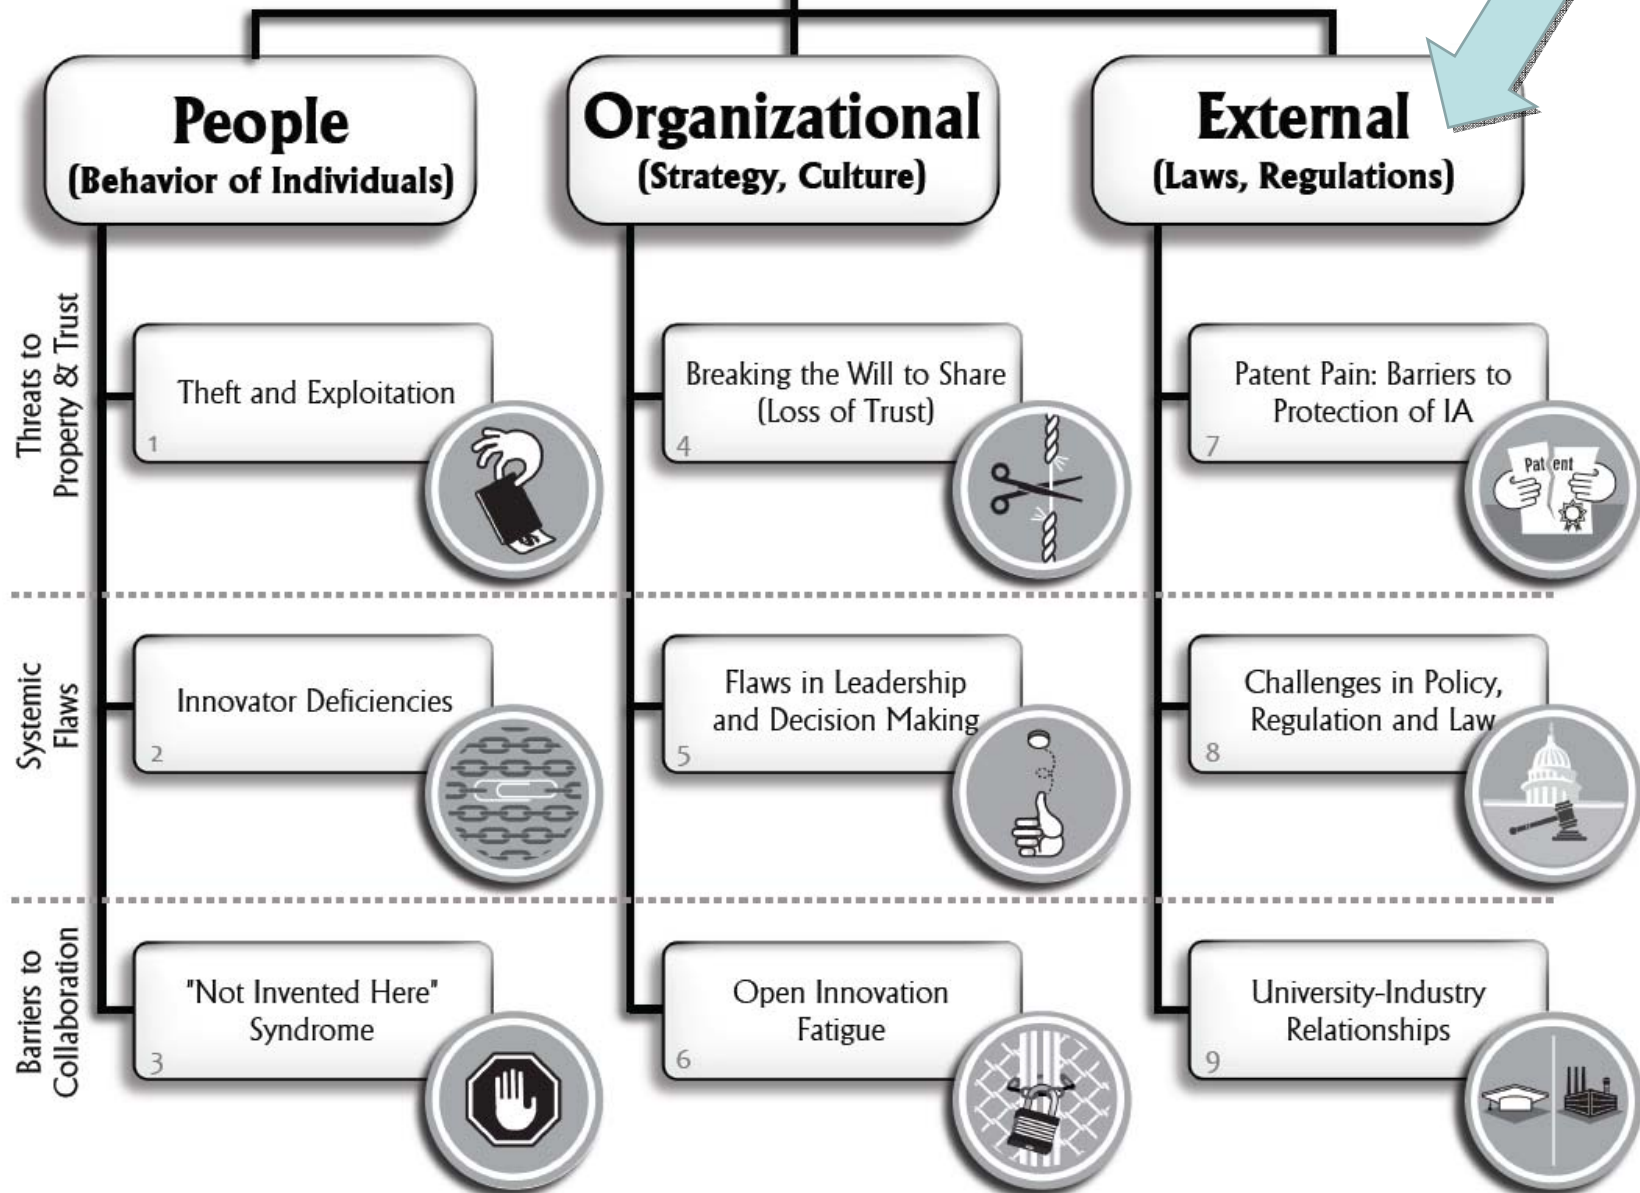 People
(Behavior of Individuals)
Organizational
(Strategy, Culture)
External
(Laws, Regulations)
Threats to
Property & Trust
Theft and Exploitation
1
Breaking the Will to Share
(Loss of Trust)
4
Patent Pain: Barriers to
Protection of IA
7
Patent
Systemic
Flaws
Innovator Deficiencies
2
Flaws in Leadership
and Decision Making
5
Challenges in Policy,
Regulation and Law
8
Barriers to
Collaboration
"Not Invented Here"
Syndrome
3
Open Innovation
Fatigue
6
University-Industry
Relationships
9